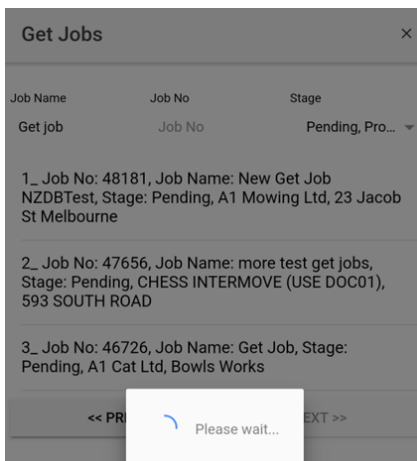 Get Jobs ×
Job Name Job No Stage
Get job Job No Pending, Pro...
1_ Job No: 48181, Job Name: New Get Job
NZDBTest, Stage: Pending, A1 Mowing Ltd, 23 Jacob
St Melbourne
2_ Job No: 47656, Job Name: more test get jobs,
Stage: Pending, CHESS INTERMOVE (USE DOC01),
593 SOUTH ROAD
3_ Job No: 46726, Job Name: Get Job, Stage:
Pending, A1 Cat Ltd, Bowls Works
<<
Please wait...
>>